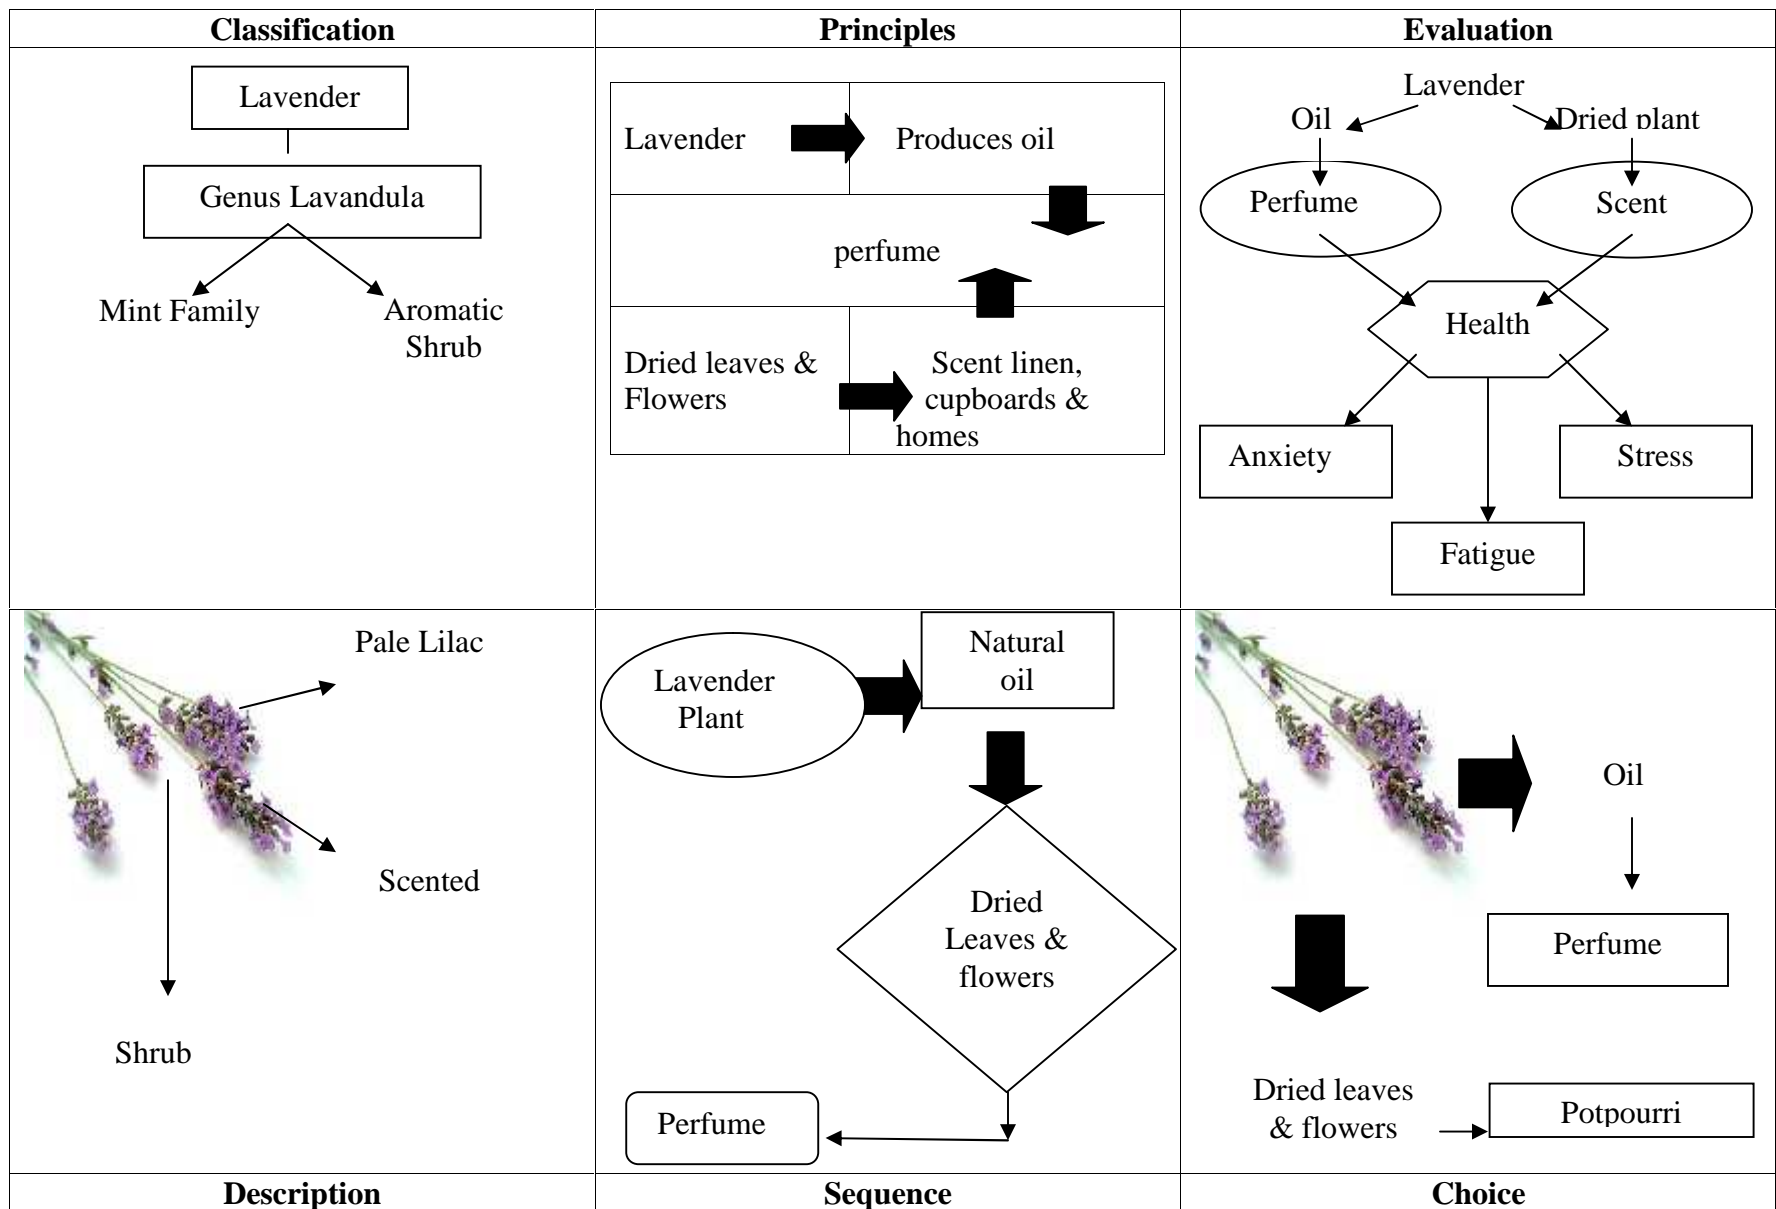 Classification
Lavender
Genus Lavandula
Mint Family
Aromatic
Shrub
Principles
Lavender
Produces oil
perfume
Dried leaves &
Flowers
Scent linen,
cupboards &
homes
Evaluation
Lavender
Oil
Dried plant
Perfume
Scent
Health
Anxiety
Stress
Fatigue
Pale Lilac
Scented
Shrub
Description
Lavender
Plant
Natural
oil
Dried
Leaves &
flowers
Perfume
Sequence
Oil
Perfume
Dried leaves
& flowers
Potpourri
Choice